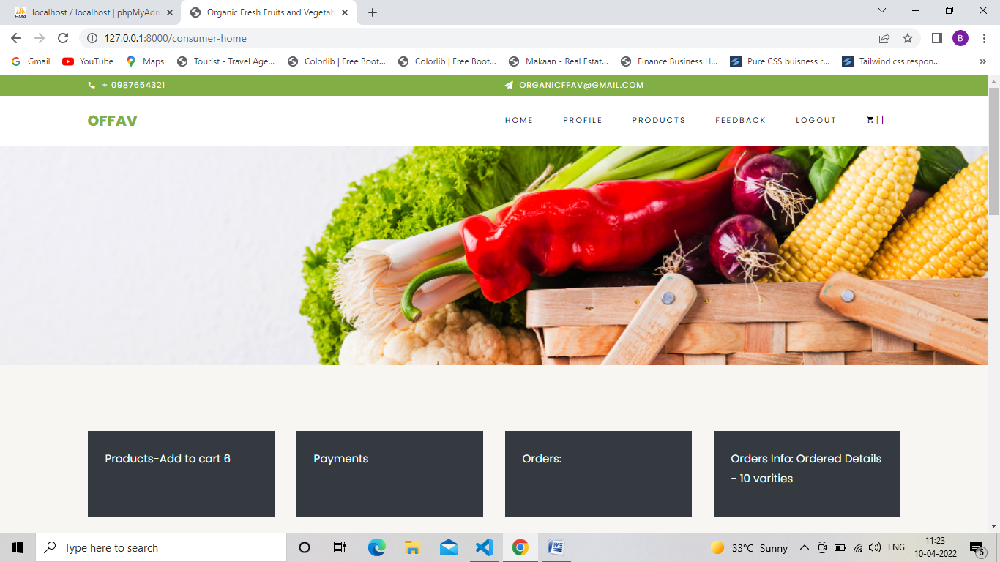 localhost / localhost | phpMyAdm
Organic Fresh Fruits and Vegetab
127.0.0.1:8000/consumer-home
B
Gmail YouTube Maps Tourist - Travel Age... Colorlib | Free Boot... Colorlib | Free Boot... Makaan - Real Estat... Finance Business H... Pure CSS buisness r... Tailwind css respon... »
+ 0987654321
ORGANICFFAV@GMAIL.COM
OFFAV
HOME PROFILE PRODUCTS FEEDBACK LOGOUT []
Products-Add to cart 6
Payments
Orders:
Orders Info: Ordered Details
- 10 varities
Type here to search
33°C Sunny
ENG
11:23
10-04-2022
6